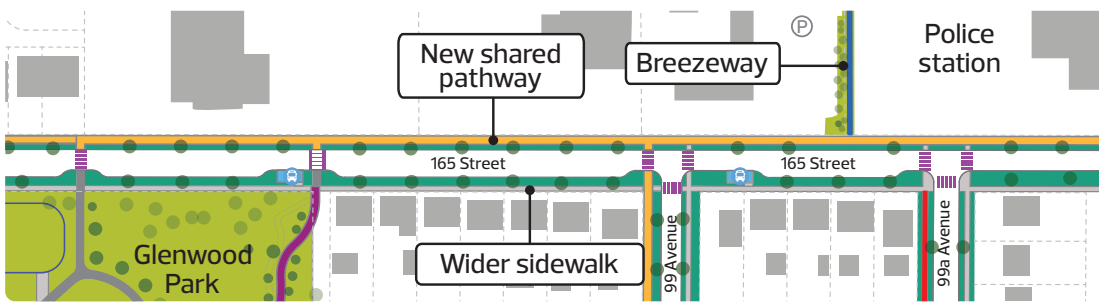 P
New shared
pathway
Breezeway
Police
station
165 Street
165 Street
Glenwood
Park
Wider sidewalk
99 Avenue
99a Avenue